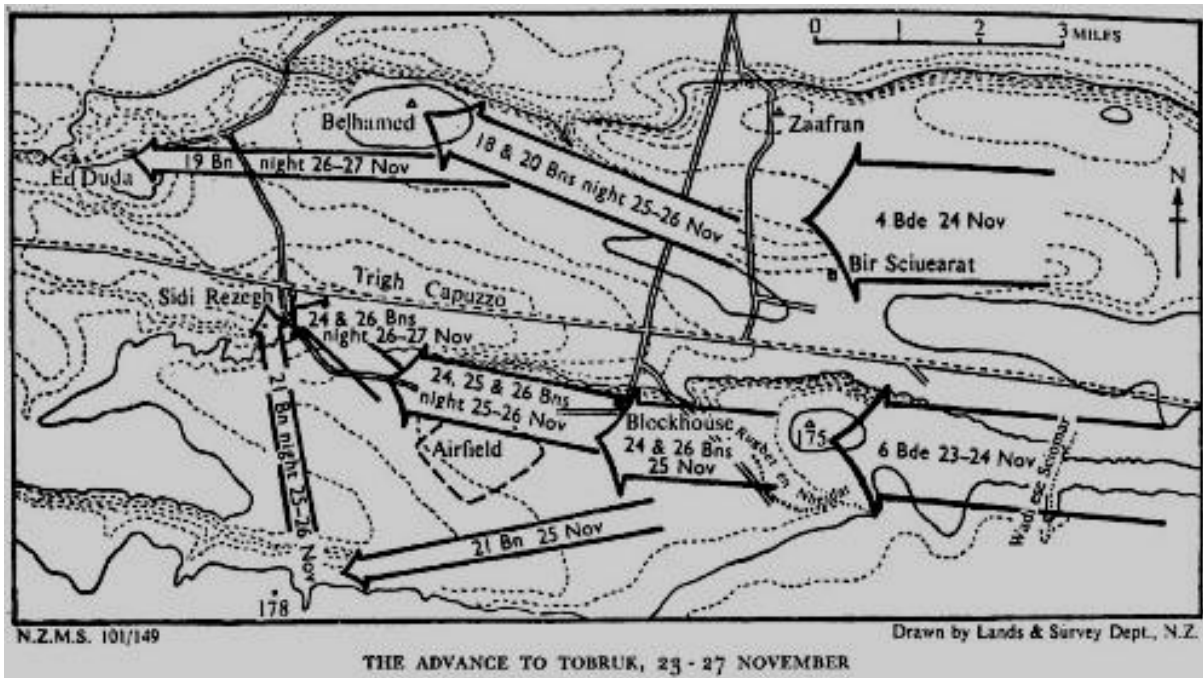 0 1 2 3 MILES
Belhamed
Zaafran
19 Bn night 26-27 Nov
Ed Duda
18 & 20 Bns night 25-26 Nov
N
4 Bde 24 Nov
Bir Sciuearat
Trigh Capuzzo
Sidi Rezegh
24 & 26 Bns
night 26-27 Nov
24, 25 & 26 Bns
night 25-26 Nov
Blockhouse
24 & 26 Bns
25 Nov
175
6 Bde 23-24 Nov
Rugbet en Nbeidat
Wadi esc Sciomar
Airfield
21 Bn night 25-26 Nov
21 Bn 25 Nov
178
N.Z.M.S. 101/149
Drawn by Lands & Survey Dept., N.Z.
THE ADVANCE TO TOBRUK, 23-27 NOVEMBER